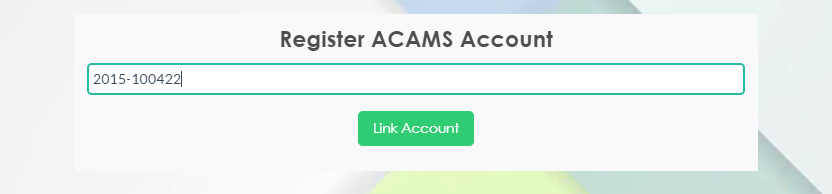 Register ACAMS Account
2015-100422
Link Account